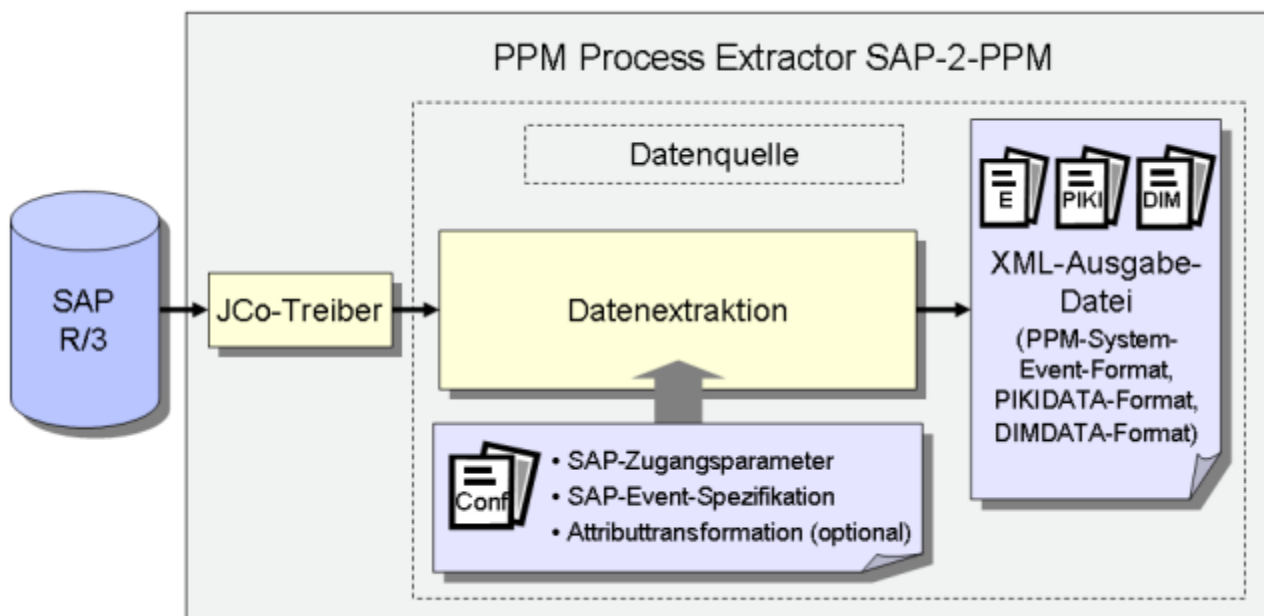 PPM Process Extractor SAP-2-PPM
Datenquelle
SAP
R/3
JCo-Treiber
Datenextraktion
Conf
• SAP-Zugangsparameter
• SAP-Event-Spezifikation
• Attributtransformation (optional)
E
PIKI
DIM
XML-Ausgabe-
Datei
(PPM-System-
Event-Format,
PIKIDATA-Format,
DIMDATA-Format)